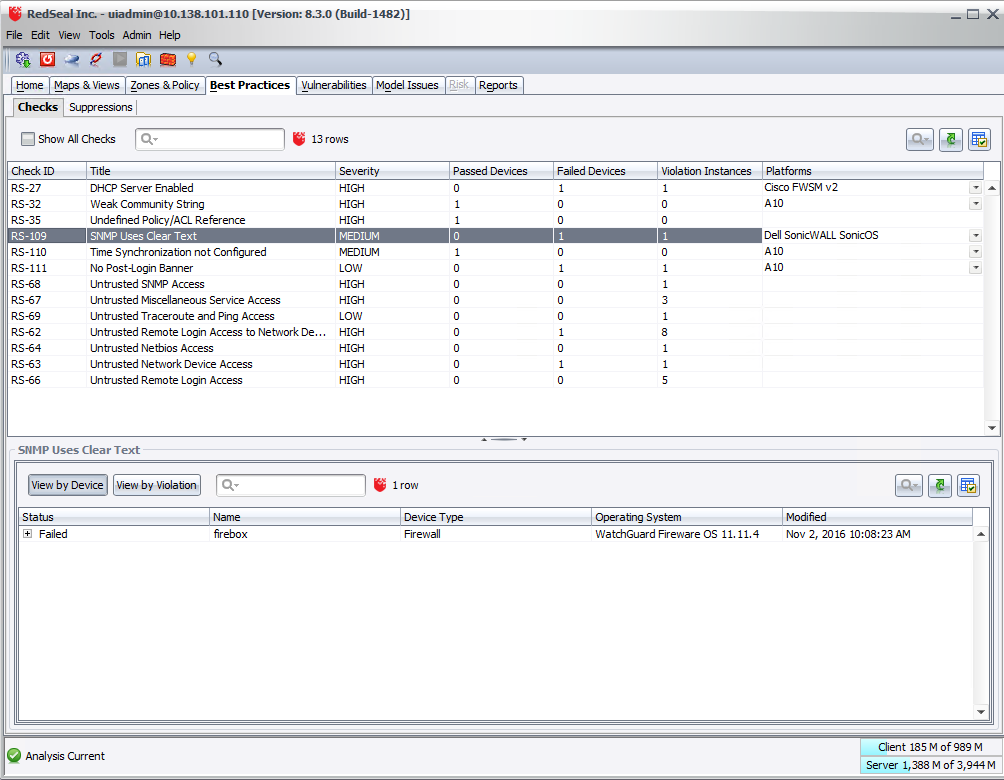 RedSeal Inc. - uiadmin@10.138.101.110 [Version: 8.3.0 (Build-1482)]
File Edit View Tools Admin Help
Home Maps & Views Zones & Policy Best Practices Vulnerabilities Model Issues Risk Reports
Checks Suppressions
Show All Checks 13 rows
Check ID Title Severity Passed Devices Failed Devices Violation Instances Platforms
RS-27 DHCP Server Enabled HIGH 0 1 1 Cisco FWSM v2
RS-32 Weak Community String HIGH 1 0 0 A10
RS-35 Undefined Policy/ACL Reference HIGH 1 0 0
RS-109 SNMP Uses Clear Text MEDIUM 0 1 1 Dell SonicWALL SonicOS
RS-110 Time Synchronization not Configured MEDIUM 1 0 0 A10
RS-111 No Post-Login Banner LOW 0 1 1 A10
RS-68 Untrusted SNMP Access HIGH 0 0 1
RS-67 Untrusted Miscellaneous Service Access HIGH 0 0 3
RS-69 Untrusted Traceroute and Ping Access LOW 0 0 1
RS-62 Untrusted Remote Login Access to Network De... HIGH 0 1 8
RS-64 Untrusted Netbios Access HIGH 0 0 1
RS-63 Untrusted Network Device Access HIGH 0 1 1
RS-66 Untrusted Remote Login Access HIGH 0 0 5
SNMP Uses Clear Text
View by Device View by Violation 1 row
Status Name Device Type Operating System Modified
Failed firebox Firewall WatchGuard Fireware OS 11.11.4 Nov 2, 2016 10:08:23 AM
Analysis Current
Client 185 M of 989 M
Server 1,388 M of 3,944 M